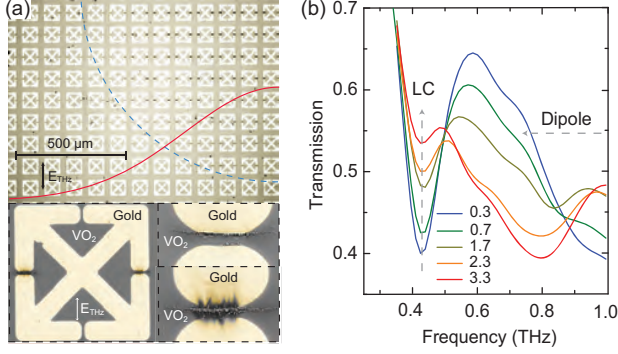 (a)
500 μm
E_THz
Gold
VO₂
E_THz
VO₂
Gold
Gold
VO₂
(b)
0.7
0.6
0.5
0.4
Transmission
LC
Dipole
0.3
0.7
1.7
2.3
3.3
0.4 0.6 0.8 1.0
Frequency (THz)